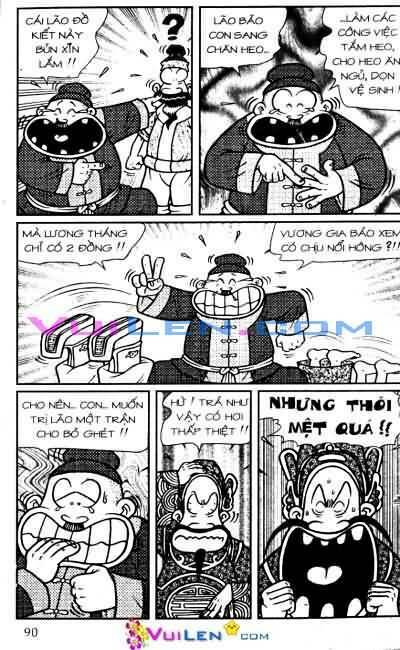 CÁI LÃO ĐỒ
KIẾT NÀY
BỦN XỈN
LẮM !!
?
LÃO BẢO
CON SANG
CHĂN HEO...
...LÀM CÁC
CÔNG VIỆC
TẮM HEO,
CHO HEO ĂN
NGỦ, DỌN
VỆ SINH !
MÀ LƯƠNG THÁNG
CHỈ CÓ 2 ĐỒNG !!
VƯƠNG GIA BẢO XEM
CÓ CHỊU NỔI HÔNG ?!!
VUILEN.COM
CHO NÊN... CON... MUỐN
TRỊ LÃO MỘT TRẬN
CHO BỎ GHÉT !
HỪ ! TRẢ NHƯ
VẬY CÓ HƠI
THẤP THIỆT !!
NHƯNG THÔI
MỆT QUÁ !!
90
VUILEN.COM